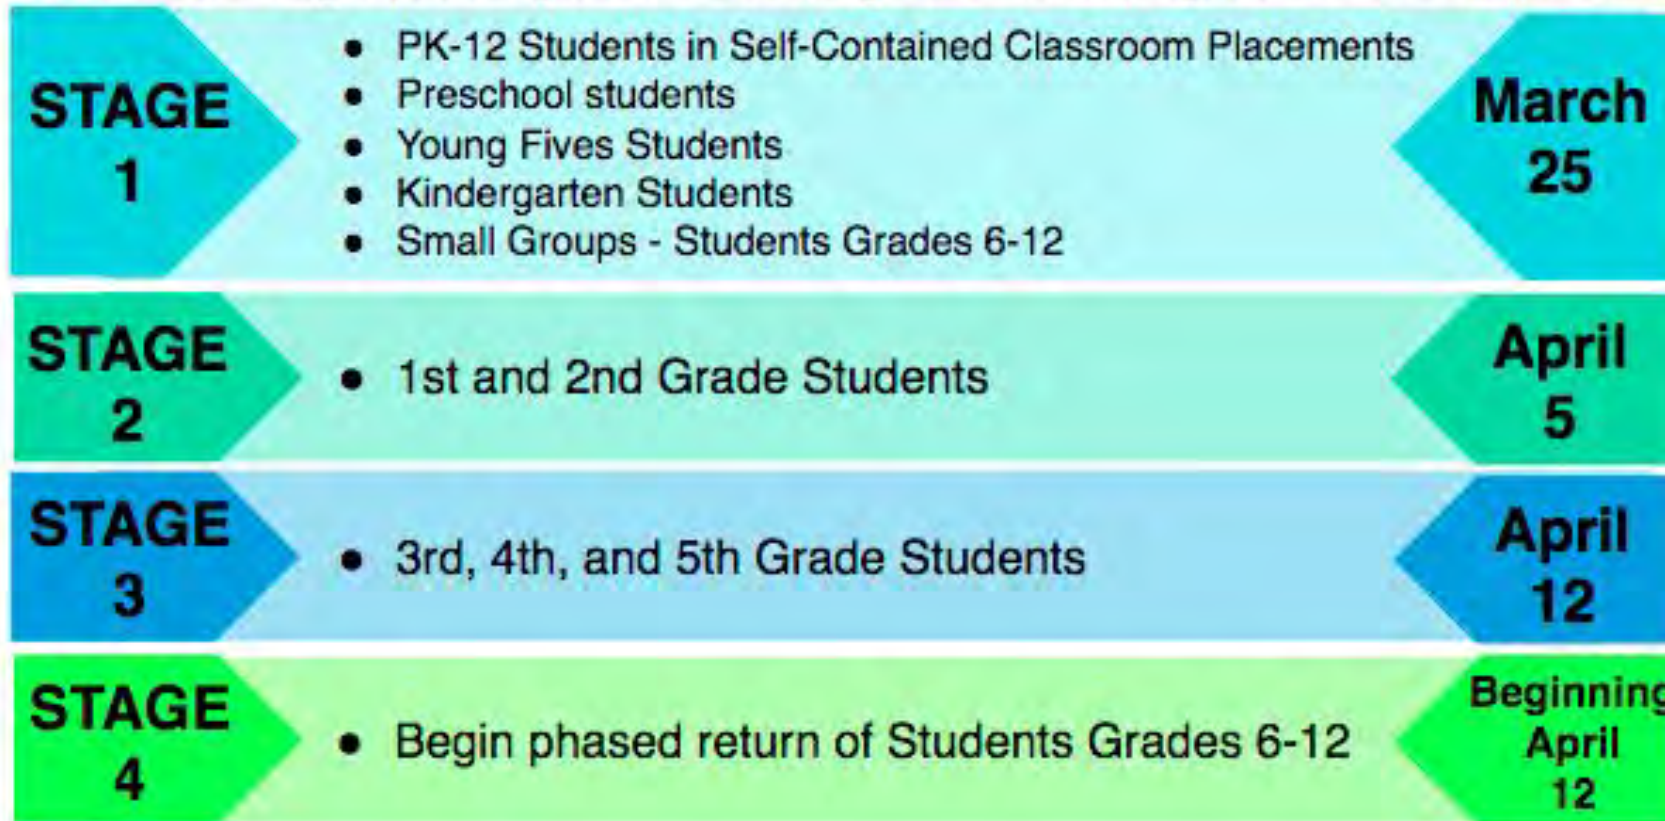 STAGE
1
● PK-12 Students in Self-Contained Classroom Placements
● Preschool students
● Young Fives Students
● Kindergarten Students
● Small Groups - Students Grades 6-12
March
25
STAGE
2
● 1st and 2nd Grade Students
April
5
STAGE
3
● 3rd, 4th, and 5th Grade Students
April
12
STAGE
4
● Begin phased return of Students Grades 6-12
Beginning
April
12